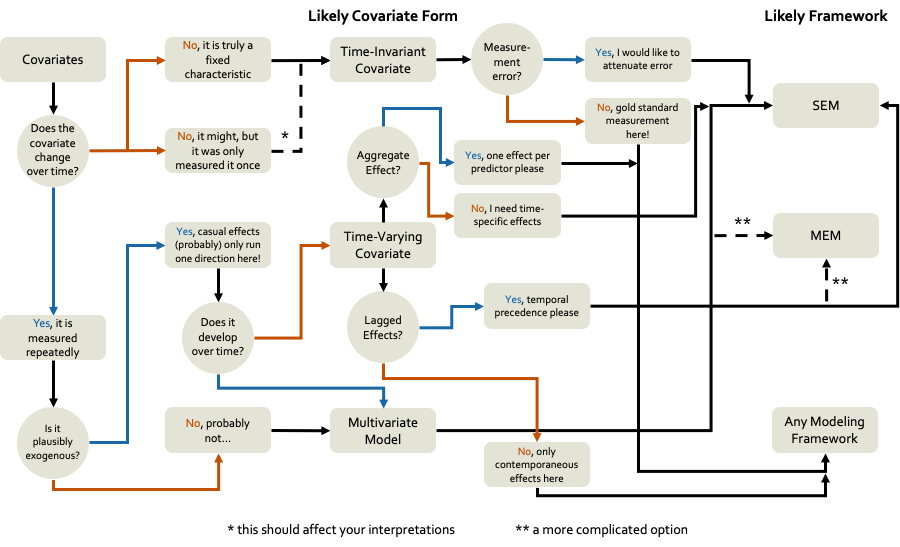 Likely Covariate Form
Likely Framework
Covariates
No, it is truly a
fixed
characteristic
Time-Invariant
Covariate
Measure-
ment
error?
Yes, I would like to
attenuate error
SEM
Does the
covariate
change
over time?
No, it might, but
it was only
measured it once
*
Aggregate
Effect?
No, gold standard
measurement
here!
Yes, one effect per
predictor please
No, I need time-
specific effects
Yes, casual effects
(probably) only run
one direction here!
Time-Varying
Covariate
**
MEM
**
Yes, it is
measured
repeatedly
Does it
develop
over time?
Lagged
Effects?
Yes, temporal
precedence please
Is it
plausibly
exogenous?
No, probably
not...
Multivariate
Model
No, only
contemporaneous
effects here
Any Modeling
Framework
* this should affect your interpretations
** a more complicated option